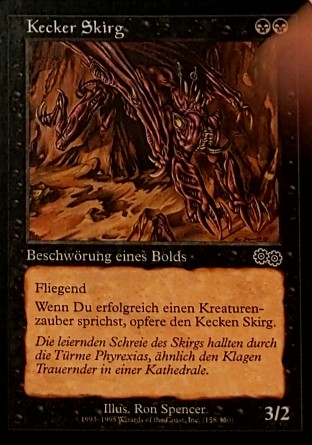 Kecker Skirg
Beschwörung eines Bolds
Fliegend
Wenn Du erfolgreich einen Kreaturen-
zauber sprichst, opfere den Kecken Skirg.
Die leiernden Schreie des Skirgs hallten durch
die Türme Phyrexias, ähnlich den Klagen
Trauernder in einer Kathedrale.
Illus. Ron Spencer
3/2